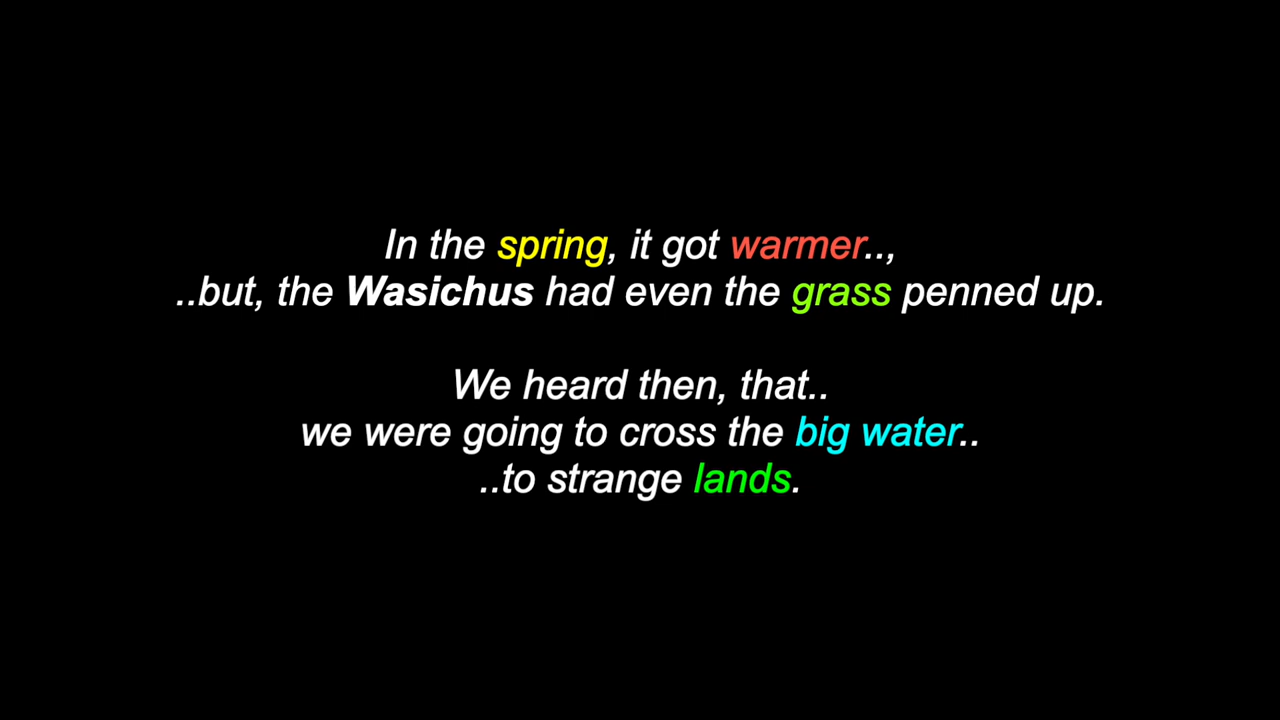 In the spring, it got warmer..,
..but, the Wasichus had even the grass penned up.
We heard then, that..
we were going to cross the big water..
..to strange lands.